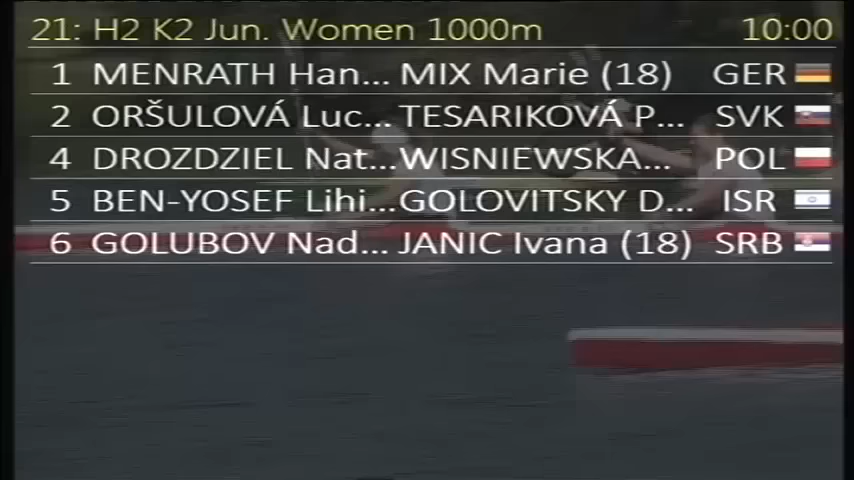 21: H2 K2 Jun. Women 1000m 10:00
1 MENRATH Han... MIX Marie (18) GER
2 ORŠULOVÁ Luc... TESARIKOVÁ P... SVK
4 DROZDZIEL Nat... WISNIEWSKA... POL
5 BEN-YOSEF Lihi... GOLOVITSKY D... ISR
6 GOLUBOV Nad... JANIC Ivana (18) SRB